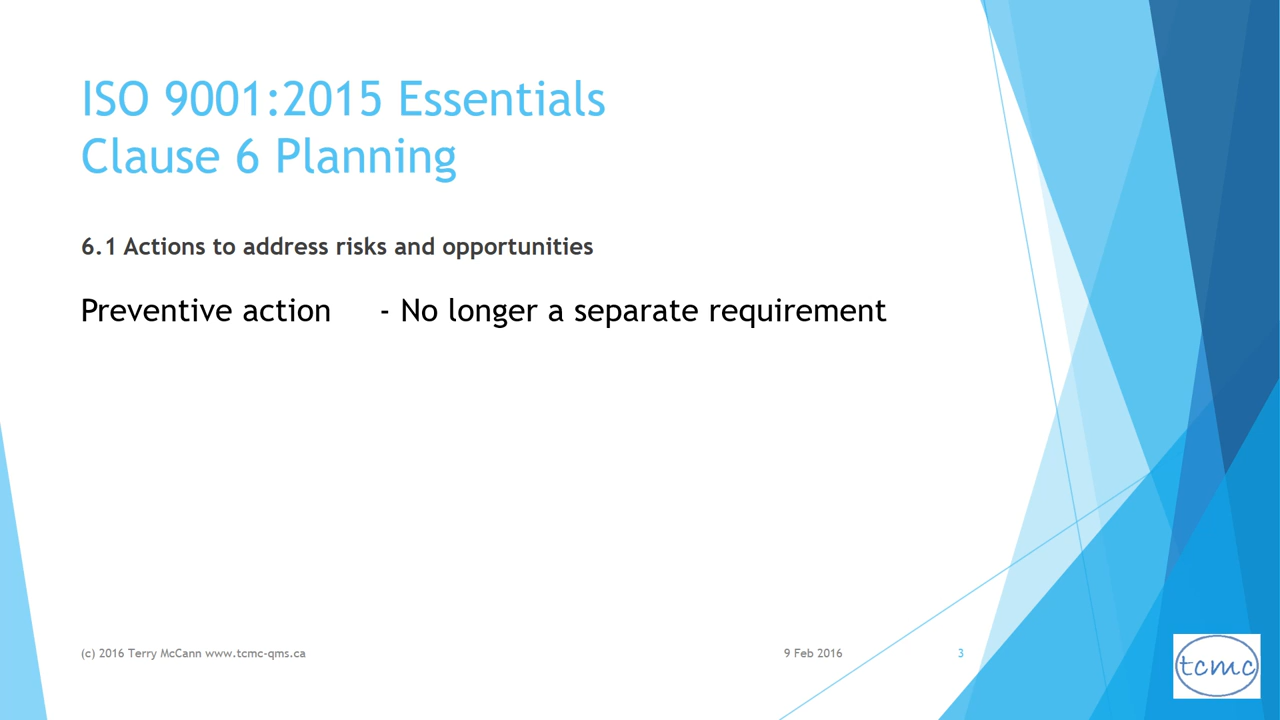 ISO 9001:2015 Essentials
Clause 6 Planning
6.1 Actions to address risks and opportunities
Preventive action - No longer a separate requirement
(c) 2016 Terry McCann www.tcmc-qms.ca
9 Feb 2016
3
tcmc